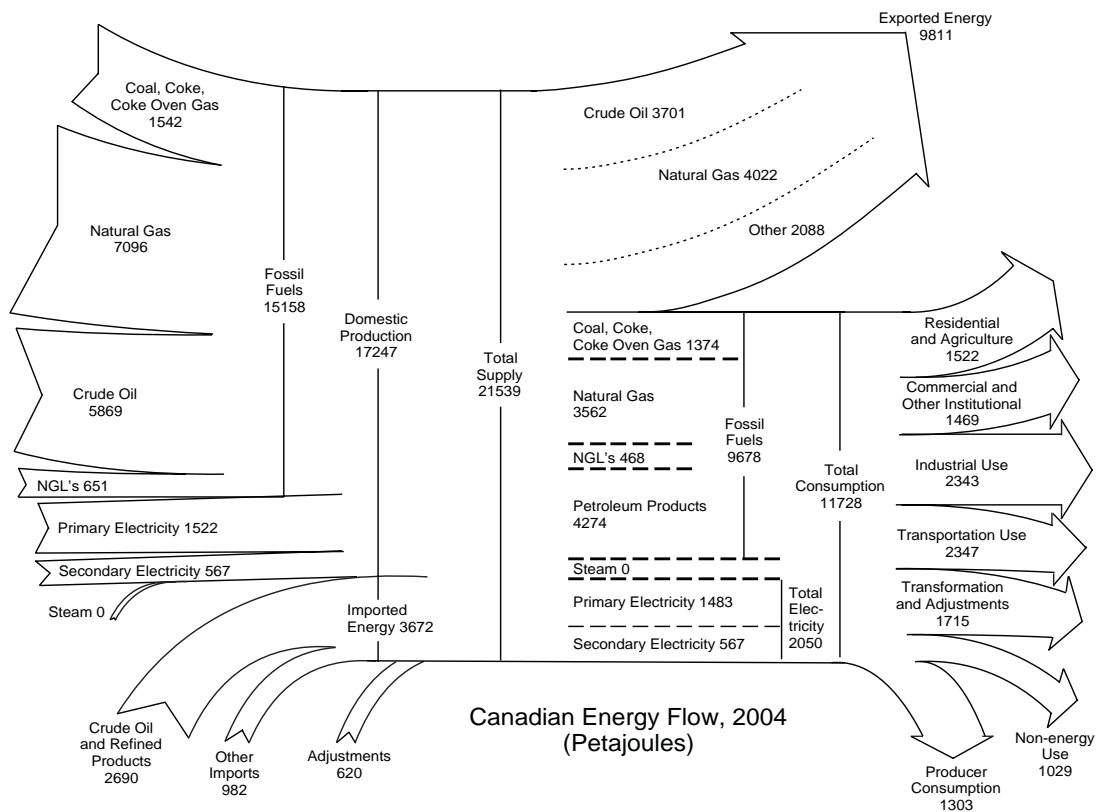 Exported Energy
9811
Coal, Coke,
Coke Oven Gas
1542
Crude Oil 3701
Natural Gas 4022
Natural Gas
7096
Other 2088
Fossil
Fuels
15158
Domestic
Production
17247
Total
Supply
21539
Coal, Coke,
Coke Oven Gas 1374
Residential
and Agriculture
1522
Crude Oil
5869
Natural Gas
3562
Commercial and
Other Institutional
1469
Fossil
Fuels
9678
NGL's 468
Total
Consumption
11728
Industrial Use
2343
NGL's 651
Petroleum Products
4274
Primary Electricity 1522
Transportation Use
2347
Secondary Electricity 567
Steam 0
Steam 0
Imported
Energy 3672
Primary Electricity 1483
Total
Elec-
tricity
2050
Transformation
and Adjustments
1715
Secondary Electricity 567
Crude Oil
and Refined
Products
2690
Other
Imports
982
Adjustments
620
Canadian Energy Flow, 2004
(Petajoules)
Non-energy
Use
1029
Producer
Consumption
1303